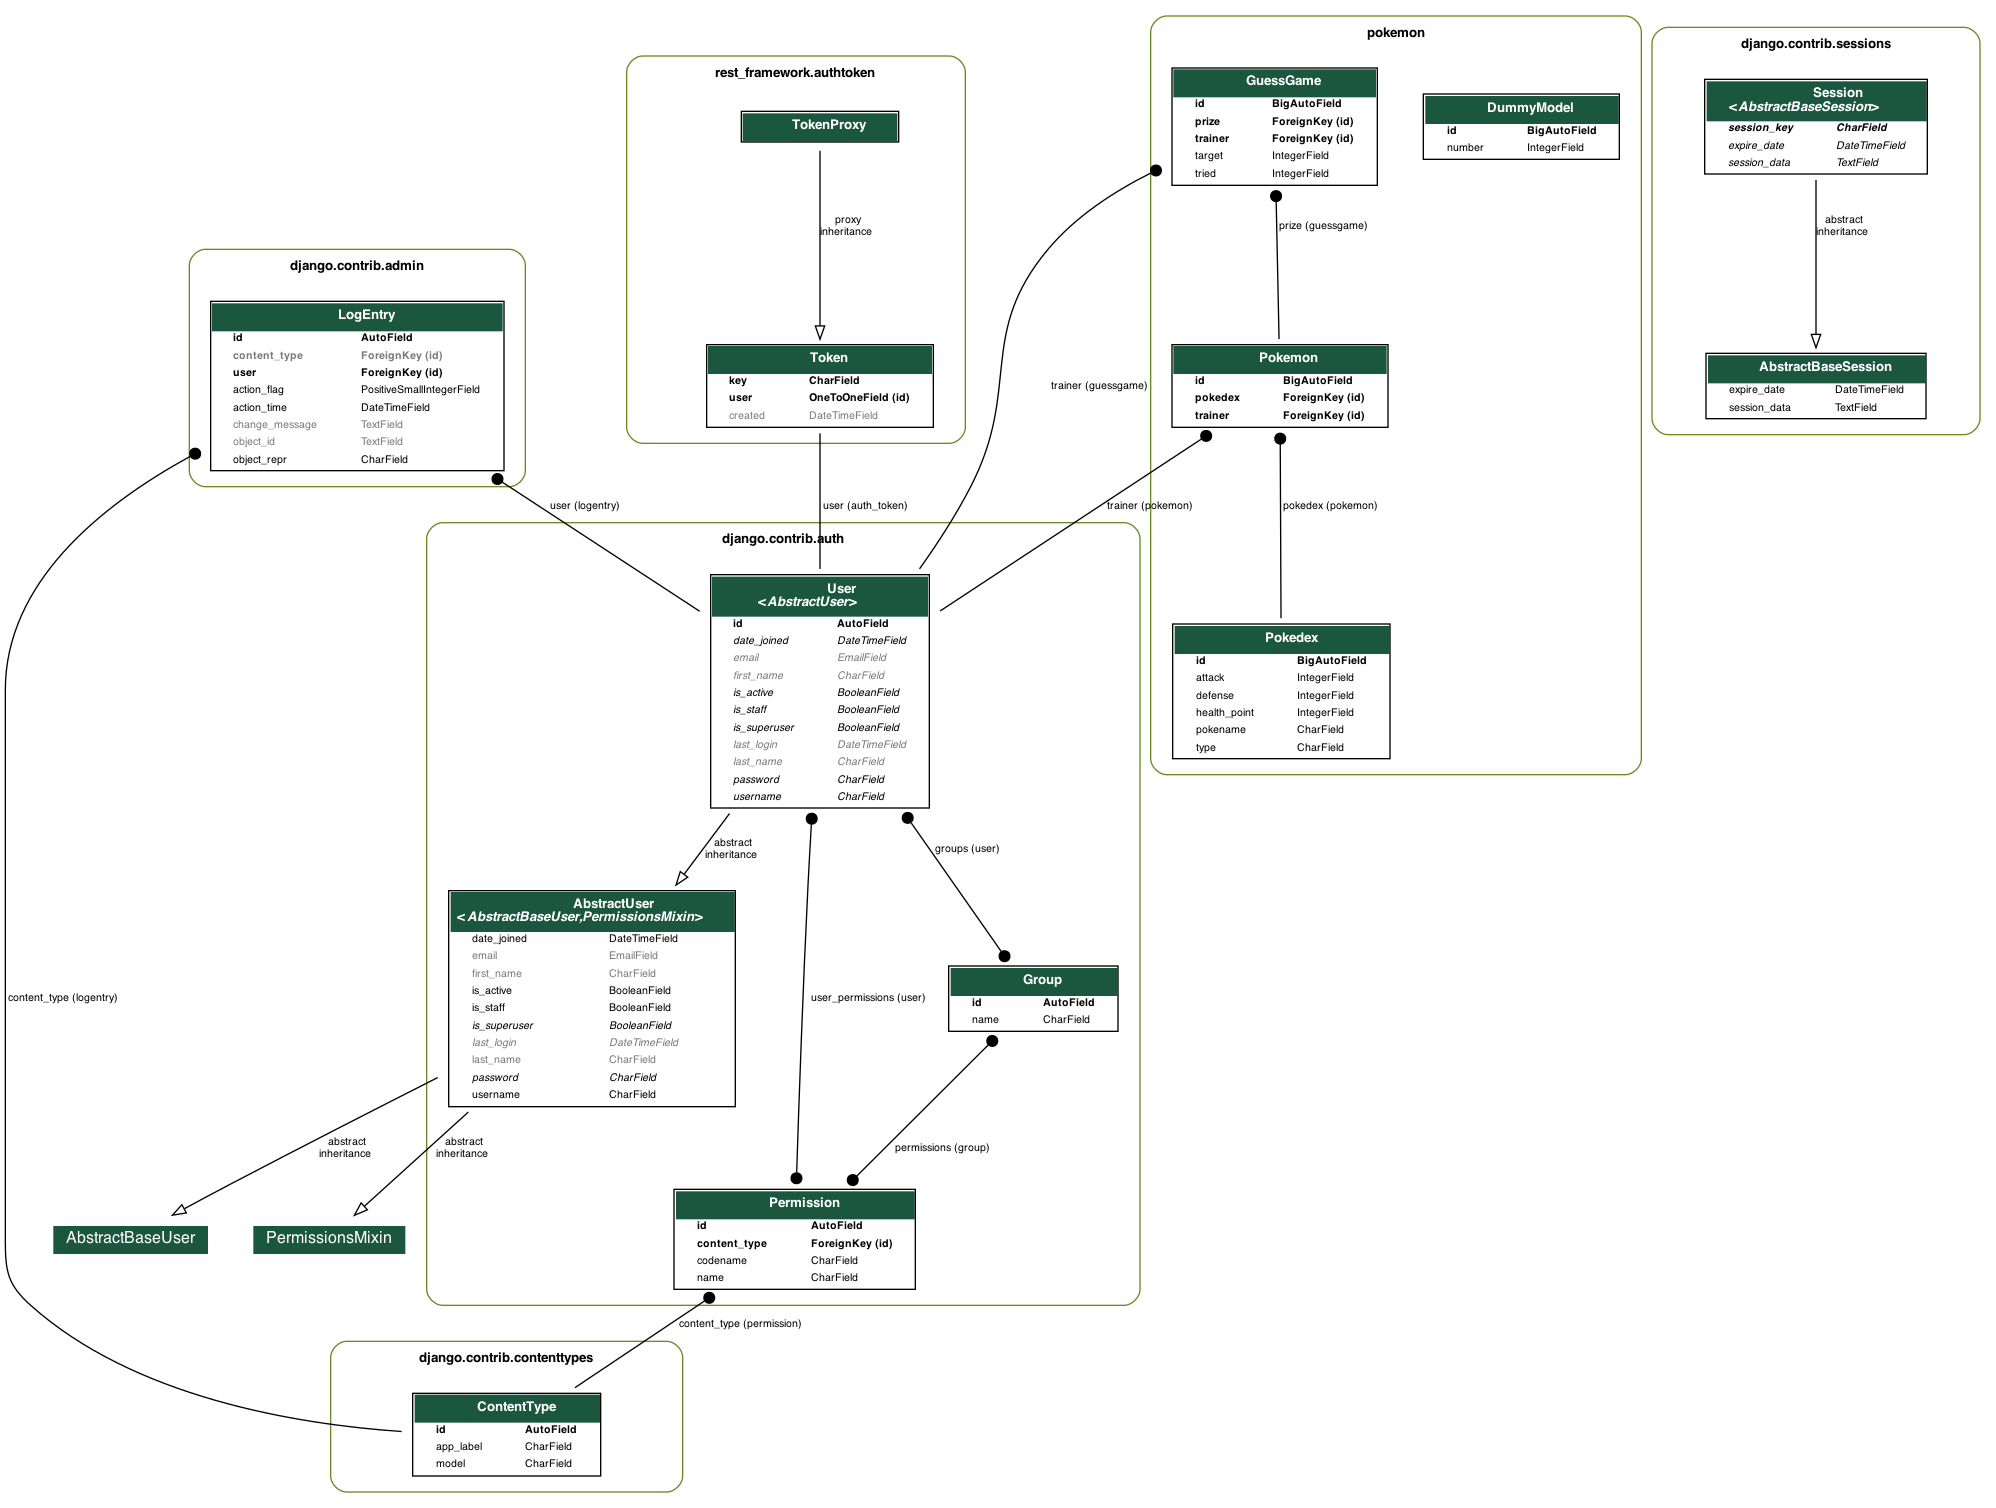 pokemon
GuessGame
id BigAutoField
prize ForeignKey (id)
trainer ForeignKey (id)
target IntegerField
tried IntegerField
DummyModel
id BigAutoField
number IntegerField
prize (guessgame)
Pokemon
id BigAutoField
pokedex ForeignKey (id)
trainer ForeignKey (id)
trainer (guessgame)
trainer (pokemon)
pokedex (pokemon)
Pokedex
id BigAutoField
attack IntegerField
defense IntegerField
health_point IntegerField
pokename CharField
type CharField
django.contrib.sessions
Session
<AbstractBaseSession>
session_key CharField
expire_date DateTimeField
session_data TextField
abstract
inheritance
AbstractBaseSession
expire_date DateTimeField
session_data TextField
rest_framework.authtoken
TokenProxy
proxy
inheritance
Token
key CharField
user OneToOneField (id)
created DateTimeField
user (auth_token)
django.contrib.admin
LogEntry
id AutoField
content_type ForeignKey (id)
user ForeignKey (id)
action_flag PositiveSmallIntegerField
action_time DateTimeField
change_message TextField
object_id TextField
object_repr CharField
user (logentry)
content_type (logentry)
django.contrib.auth
User
<AbstractUser>
id AutoField
date_joined DateTimeField
email EmailField
first_name CharField
is_active BooleanField
is_staff BooleanField
is_superuser BooleanField
last_login DateTimeField
last_name CharField
password CharField
username CharField
abstract
inheritance
groups (user)
AbstractUser
<AbstractBaseUser,PermissionsMixin>
date_joined DateTimeField
email EmailField
first_name CharField
is_active BooleanField
is_staff BooleanField
is_superuser BooleanField
last_login DateTimeField
last_name CharField
password CharField
username CharField
user_permissions (user)
Group
id AutoField
name CharField
permissions (group)
abstract
inheritance
abstract
inheritance
AbstractBaseUser
PermissionsMixin
Permission
id AutoField
content_type ForeignKey (id)
codename CharField
name CharField
content_type (permission)
django.contrib.contenttypes
ContentType
id AutoField
app_label CharField
model CharField